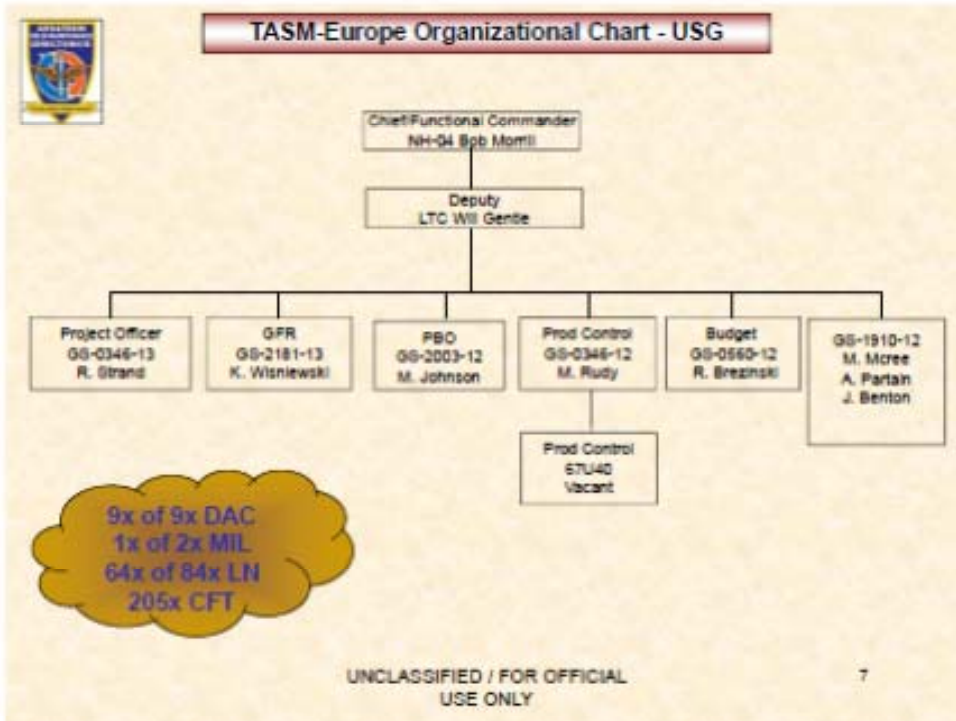 TASM-Europe Organizational Chart - USG
Chief/Functional Commander
NH-04 Bob Morrill
Deputy
LTC Will Gentle
Project Officer
GS-0346-13
R. Strand
GFR
GS-2181-13
K. Wisniewski
PBO
GS-2003-12
M. Johnson
Prod Control
GS-0346-12
M. Rudy
Budget
GS-0560-12
R. Brezinski
GS-1910-12
M. Mcree
A. Partain
J. Benton
Prod Control
67U40
Vacant
9x of 9x DAC
1x of 2x MIL
64x of 84x LN
205x CFT
UNCLASSIFIED / FOR OFFICIAL
USE ONLY
7